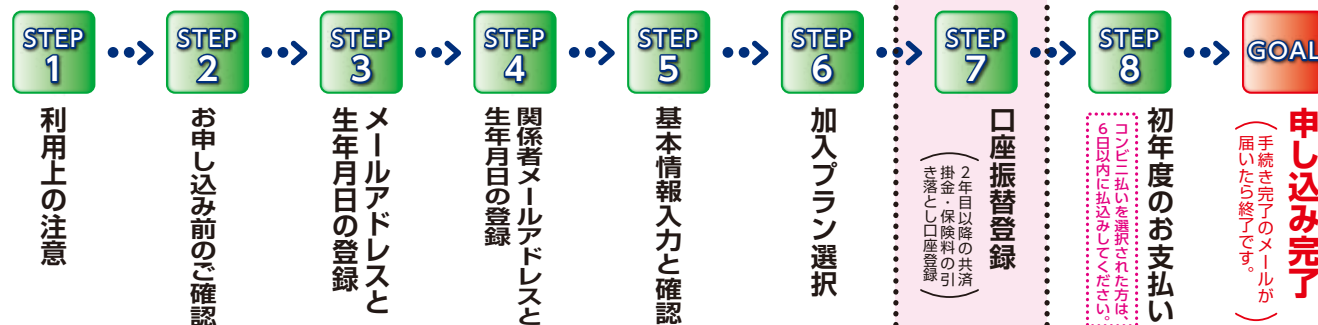 STEP
1
利用上の注意
STEP
2
お申し込み前のご確認
STEP
3
メールアドレスと
生年月日の登録
STEP
4
関係者メールアドレスと
生年月日の登録
STEP
5
基本情報入力と確認
STEP
6
加入プラン選択
STEP
7
口座振替登録
(2年目以降の共済
掛金・保険料の引
き落とし口座登録)
STEP
8
初年度のお支払い
コンビニ払いを選択された方は、
6日以内に払込みしてください。
GOAL
申し込み完了
(手続き完了のメールが
届いたら終了です。)